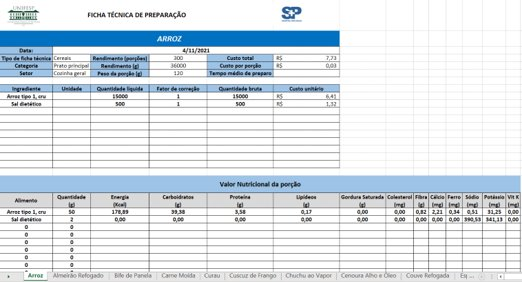 UNIFESP
FICHA TÉCNICA DE PREPARAÇÃO
SP
ARROZ
Data: 4/11/2021
Tipo de ficha técnica Cereais Rendimento (porções) 300 Custo total R$ 7,73
Categoria Prato principal Rendimento (g) 36000 Custo por porção R$ 0,03
Setor Cozinha geral Peso da porção (g) 120 Tempo médio de preparo
Ingrediente Unidade Quantidade líquida Fator de correção Quantidade bruta Custo unitário
Arroz tipo 1, cru 15000 1 15000 R$ 6,41
Sal dietético 500 1 500 R$ 1,32
Valor Nutricional da porção
Alimento Quantidade (g) Energia (Kcal) Carboidratos (g) Proteína (g) Lipídeos (g) Gordura Saturada (g) Colesterol (mg) Fibra (g) Cálcio (mg) Ferro (mg) Sódio (mg) Potássio (mg) Vit K (mg)
Arroz tipo 1, cru 50 178,89 39,38 3,58 0,17 0,00 0,00 0,82 2,21 0,34 0,51 31,25 0,00
Sal dietético 2 0,00 0,00 0,00 0,00 0,00 0,00 0,00 0,00 0,00 390,53 341,13 0,00
0 0
0 0
0 0
0 0
0 0
0 0
Arroz Almeirão Refogado Bife de Panela Carne Moída Curau Cuscuz de Frango Chuchu ao Vapor Cenoura Alho e Óleo Couve Refogada Esp ...